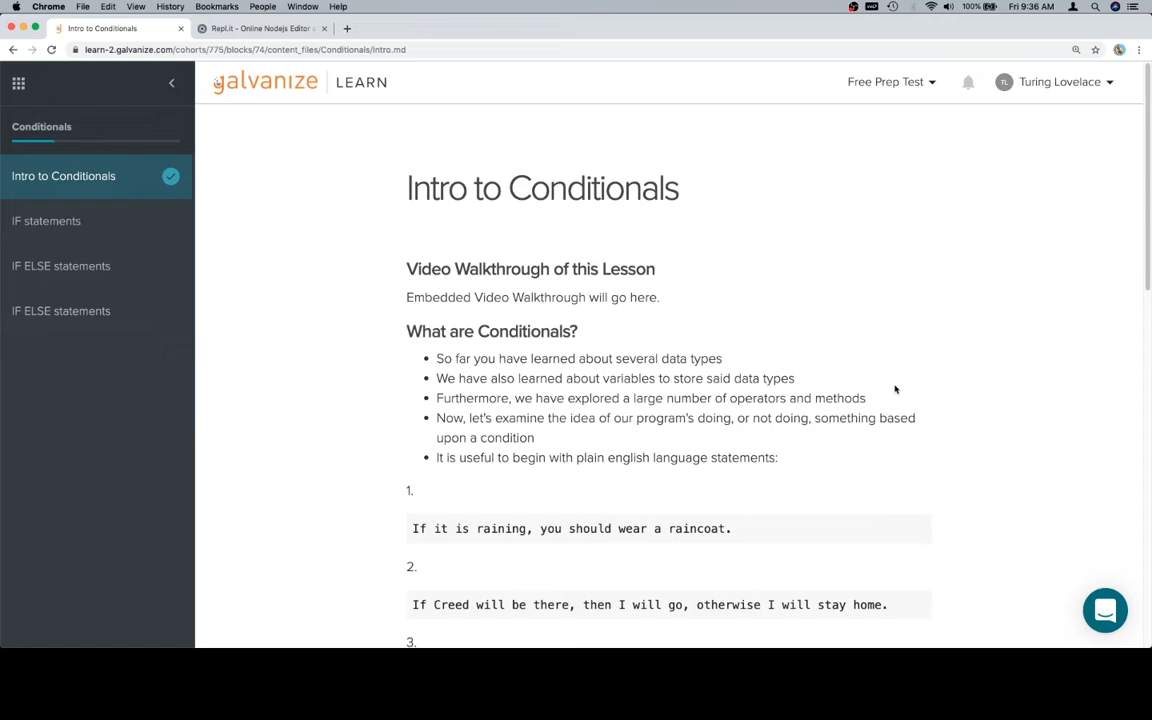 Chrome File Edit View History Bookmarks People Window Help 100% Fri 9:36 AM
Intro to Conditionals Repl.it - Online Nodejs Editor
learn-2.galvanize.com/cohorts/775/blocks/74/content_files/Conditionals/intro.md
galvanize LEARN Free Prep Test TL Turing Lovelace
Conditionals
Intro to Conditionals
IF statements
IF ELSE statements
IF ELSE statements
Intro to Conditionals
Video Walkthrough of this Lesson
Embedded Video Walkthrough will go here.
What are Conditionals?
• So far you have learned about several data types
• We have also learned about variables to store said data types
• Furthermore, we have explored a large number of operators and methods
• Now, let's examine the idea of our program's doing, or not doing, something based
upon a condition
• It is useful to begin with plain english language statements:
1.
If it is raining, you should wear a raincoat.
2.
If Creed will be there, then I will go, otherwise I will stay home.
3.